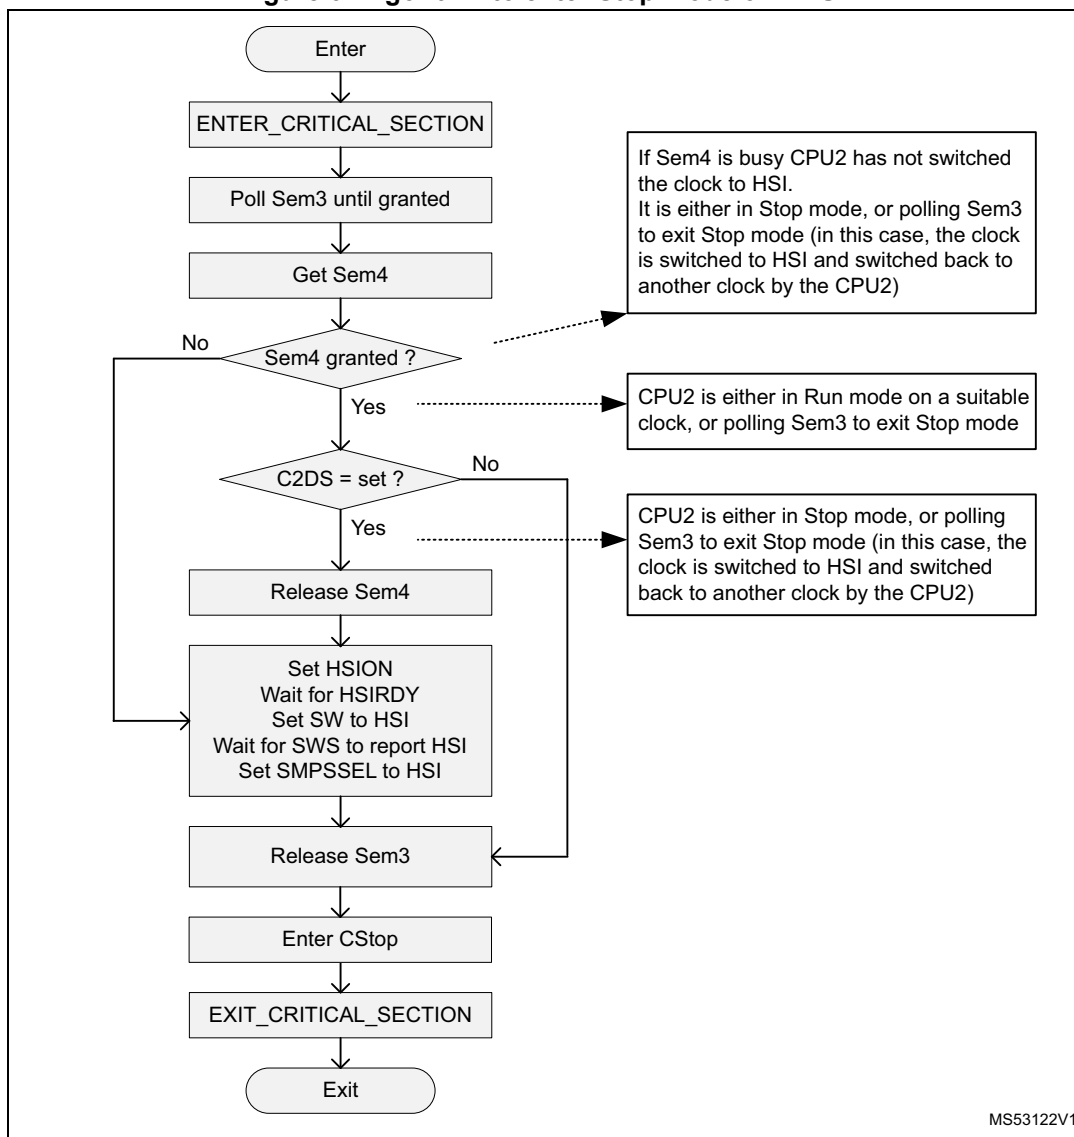 Enter
ENTER_CRITICAL_SECTION
Poll Sem3 until granted
Get Sem4
If Sem4 is busy CPU2 has not switched
the clock to HSI.
It is either in Stop mode, or polling Sem3
to exit Stop mode (in this case, the clock
is switched to HSI and switched back to
another clock by the CPU2)
No
Sem4 granted ?
Yes
CPU2 is either in Run mode on a suitable
clock, or polling Sem3 to exit Stop mode
C2DS = set ?
No
Yes
CPU2 is either in Stop mode, or polling
Sem3 to exit Stop mode (in this case, the
clock is switched to HSI and switched
back to another clock by the CPU2)
Release Sem4
Set HSION
Wait for HSIRDY
Set SW to HSI
Wait for SWS to report HSI
Set SMPSSEL to HSI
Release Sem3
Enter CStop
EXIT_CRITICAL_SECTION
Exit
MS53122V1